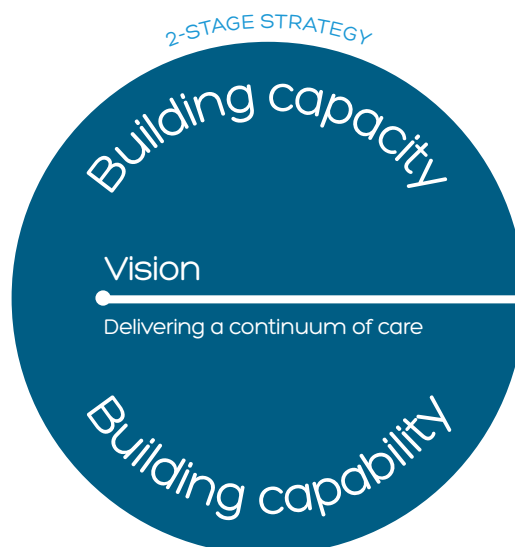 2-STAGE STRATEGY
Building capacity
Vision
Delivering a continuum of care
Building capability